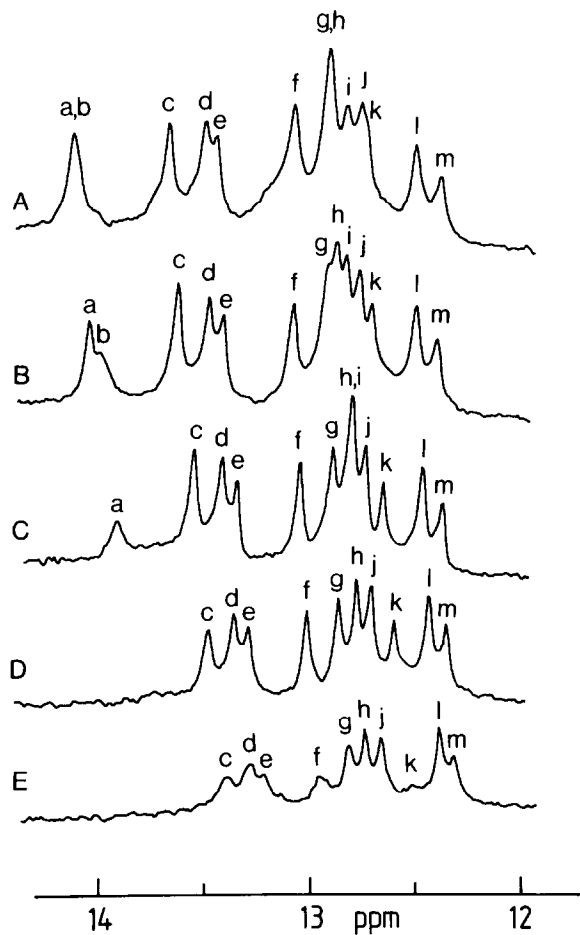 g,h
a,b c d e f i j k l m
A
h
a b c d e f g i j k l m
B
h,i
a c d e f g j k l m
C
c d e f g h j k l m
D
c d e f g h j k l m
E
14 13 ppm 12